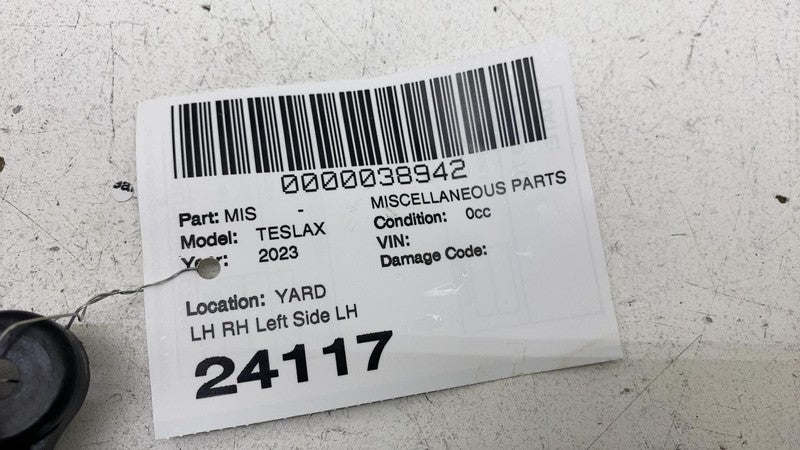 0000038942
Part: MIS - MISCELLANEOUS PARTS
Model: TESLAX Condition: 0cc
Year: 2023 VIN:
Damage Code:
Location: YARD
LH RH Left Side LH
24117